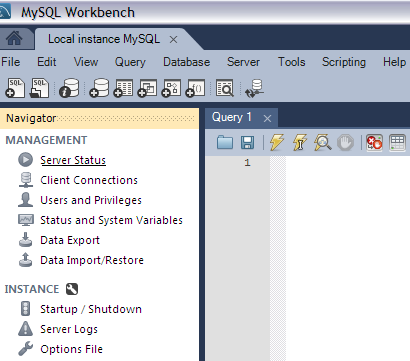 MySQL Workbench
Local instance MySQL
File Edit View Query Database Server Tools Scripting Help
SQL SQL
Navigator
Query 1
MANAGEMENT
1
Server Status
Client Connections
Users and Privileges
Status and System Variables
Data Export
Data Import/Restore
INSTANCE
Startup / Shutdown
Server Logs
Options File